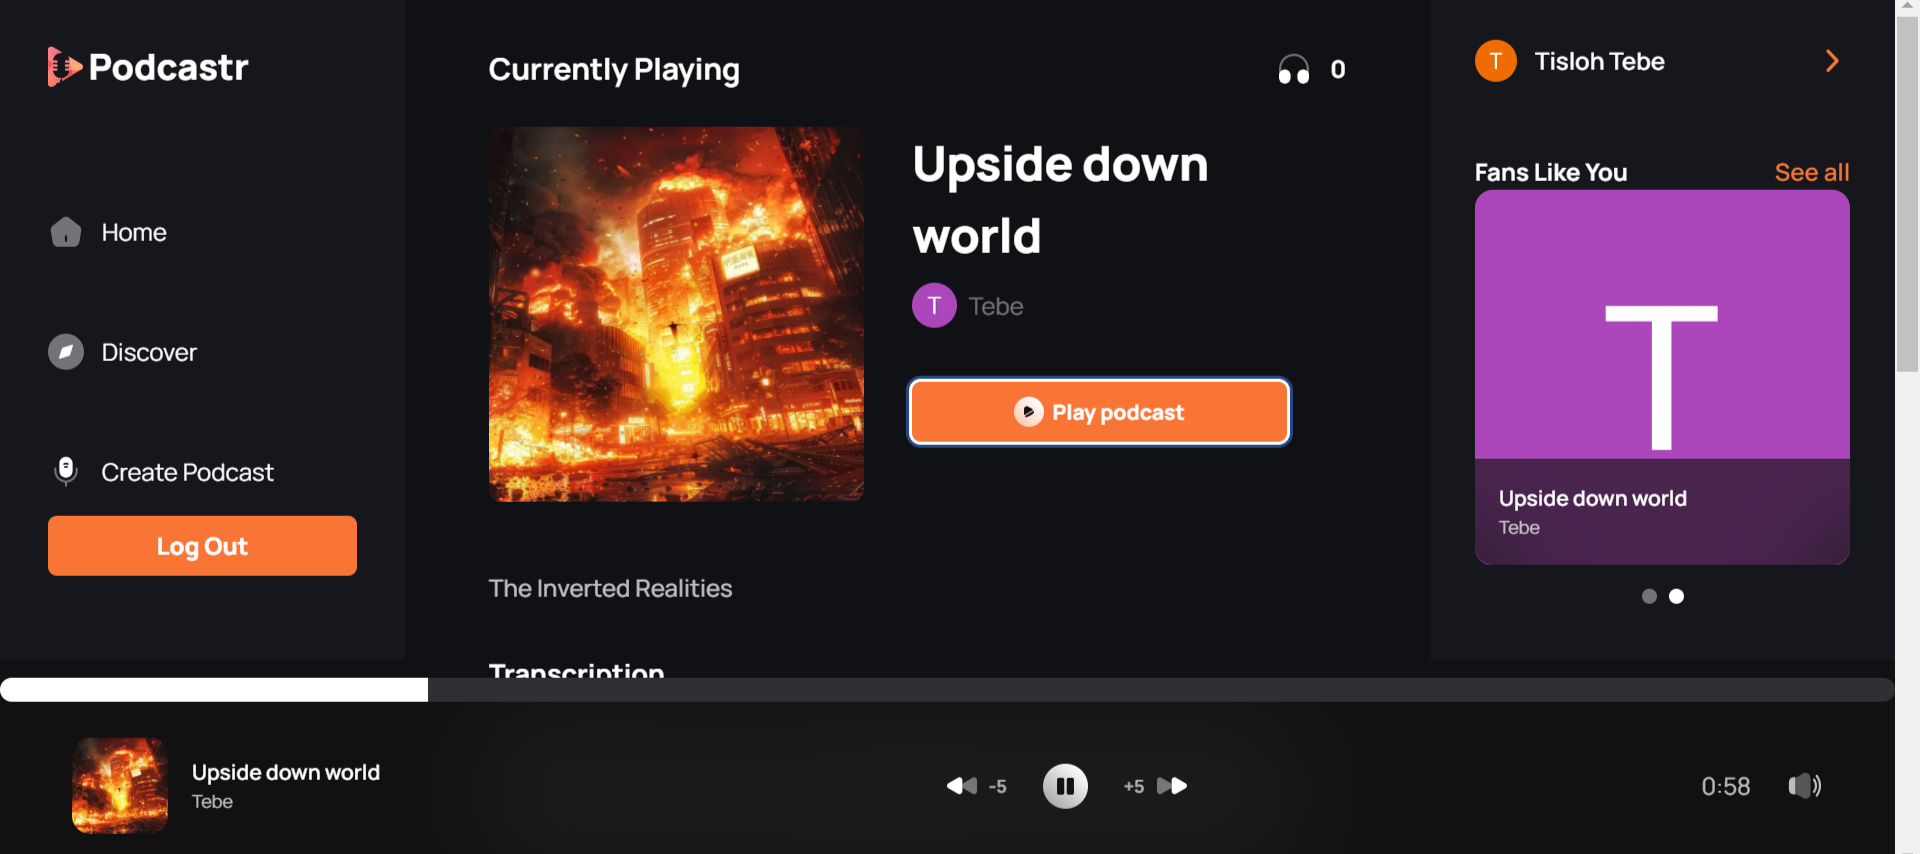 Podcastr
Home
Discover
Create Podcast
Log Out
Currently Playing
0
Upside down
world
T
Tebe
Play podcast
The Inverted Realities
Transcription
T
Tisloh Tebe
Fans Like You
See all
T
Upside down world
Tebe
Upside down world
Tebe
-5
+5
0:58